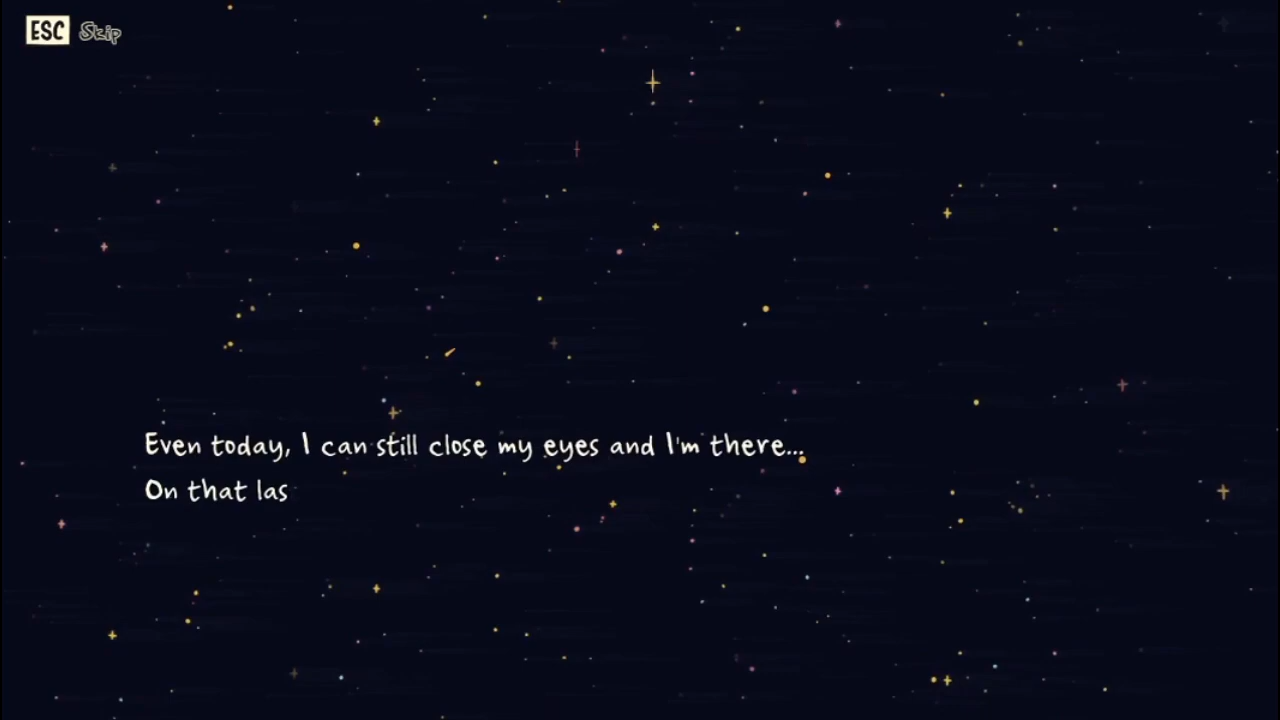 ESC Skip
Even today, I can still close my eyes and I'm there...
On that las